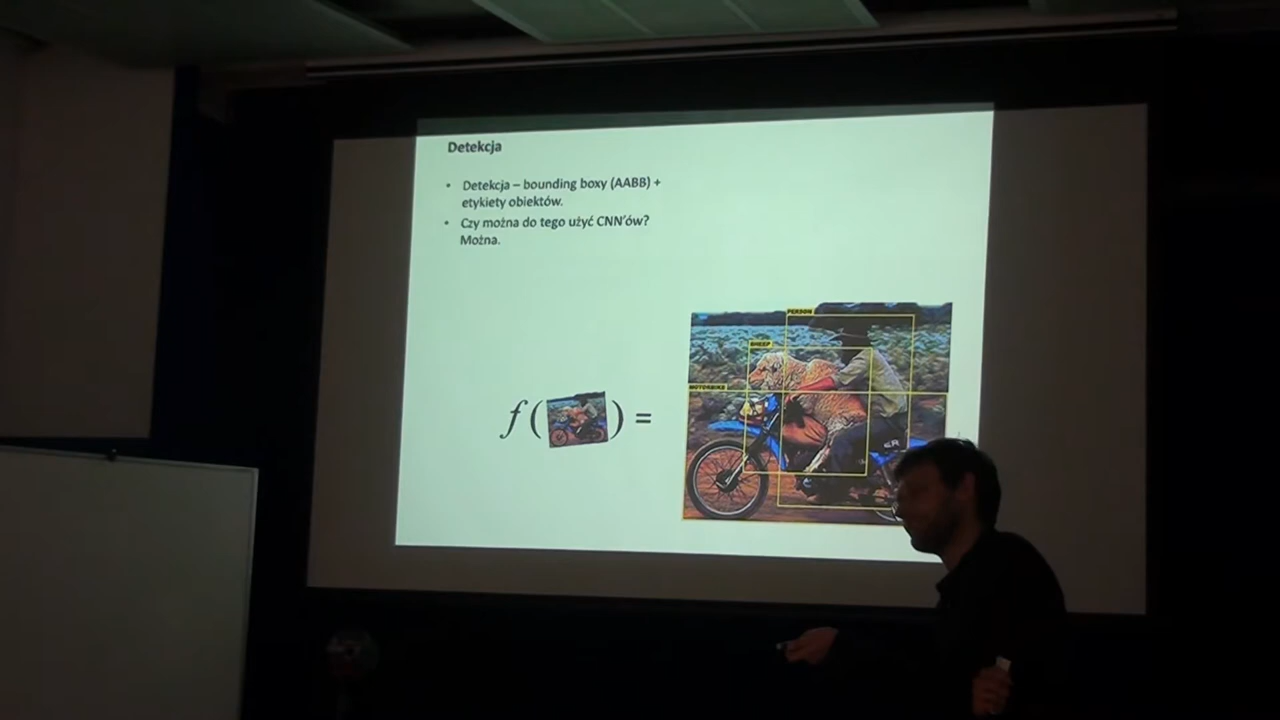 Detekcja
• Detekcja – bounding boxy (AABB) +
etykiety obiektów.
• Czy można do tego użyć CNN'ów?
Można.
PERSON
SHEEP
MOTORBIKE
f( ) =